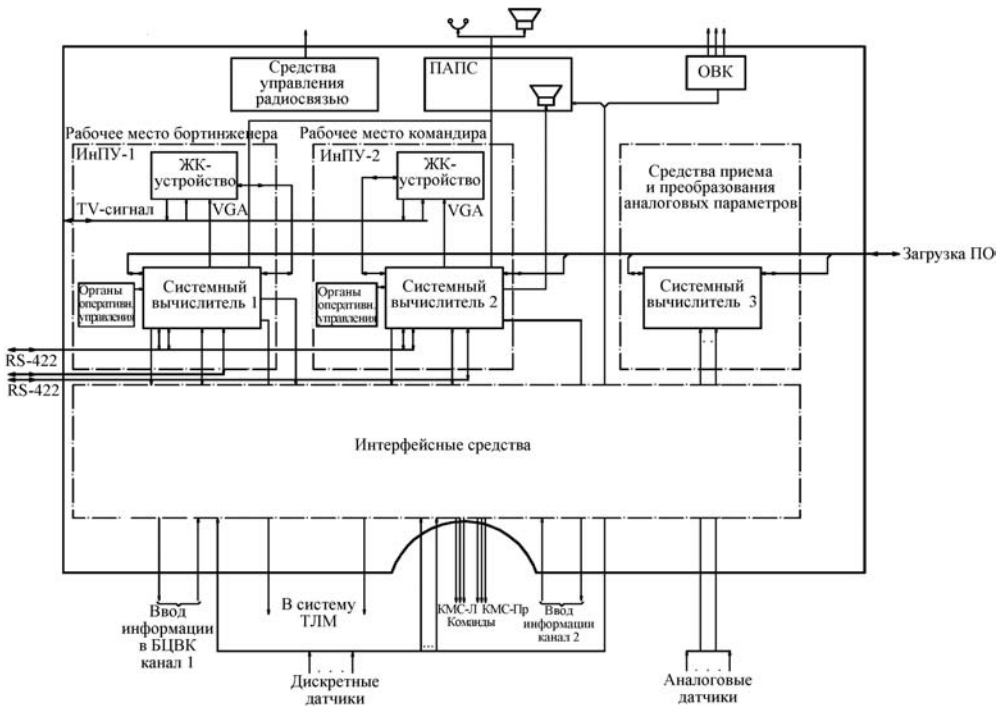 Средства
управления
радиосвязью
ПАПС
ОВК
Рабочее место бортинженера
Рабочее место командира
ИнПУ-1
ЖК-
устройство
ИнПУ-2
ЖК-
устройство
Средства приема
и преобразования
аналоговых параметров
TV-сигнал
VGA
VGA
Загрузка ПО
Органы
оперативн.
управления
Системный
вычислитель 1
Органы
оперативн.
управления
Системный
вычислитель 2
Системный
вычислитель 3
RS-422
RS-422
Интерфейсные средства
Ввод
информации
в БЦВК
канал 1
В систему
ТЛМ
КМС-Л
КМС-Пр
Команды
Ввод
информации
канал 2
Дискретные
датчики
Аналоговые
датчики